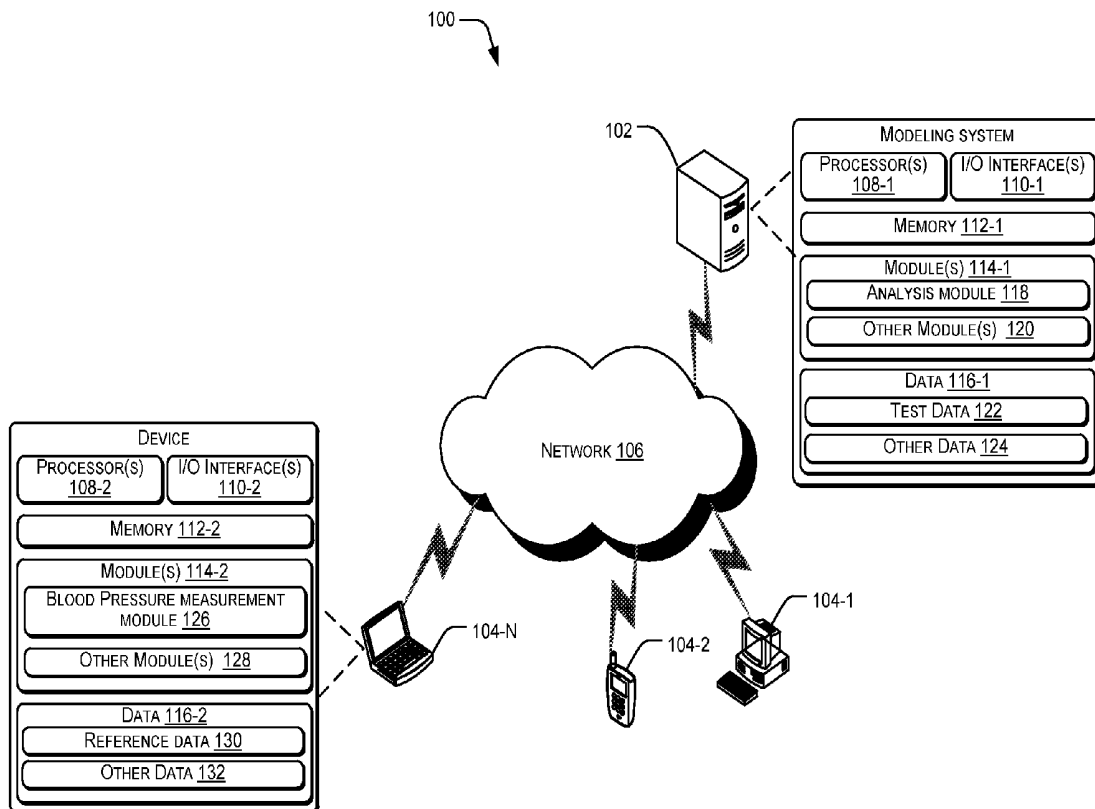 100
102
MODELING SYSTEM
PROCESSOR(S)
108-1
I/O INTERFACE(S)
110-1
MEMORY 112-1
MODULE(S) 114-1
ANALYSIS MODULE 118
OTHER MODULE(S) 120
DATA 116-1
TEST DATA 122
OTHER DATA 124
NETWORK 106
DEVICE
PROCESSOR(S)
108-2
I/O INTERFACE(S)
110-2
MEMORY 112-2
MODULE(S) 114-2
BLOOD PRESSURE MEASUREMENT
MODULE 126
OTHER MODULE(S) 128
DATA 116-2
REFERENCE DATA 130
OTHER DATA 132
104-N
104-2
104-1